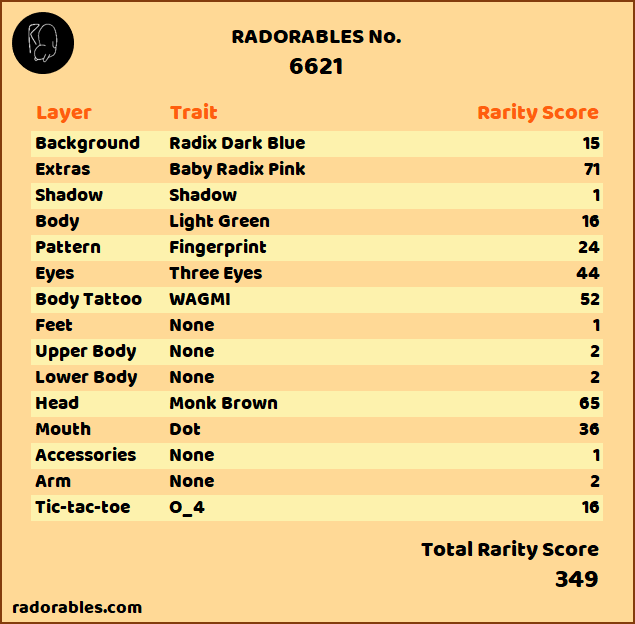 RADORABLES No.
6621
Layer Trait Rarity Score
Background Radix Dark Blue 15
Extras Baby Radix Pink 71
Shadow Shadow 1
Body Light Green 16
Pattern Fingerprint 24
Eyes Three Eyes 44
Body Tattoo WAGMI 52
Feet None 1
Upper Body None 2
Lower Body None 2
Head Monk Brown 65
Mouth Dot 36
Accessories None 1
Arm None 2
Tic-tac-toe O_4 16
Total Rarity Score
349
radorables.com